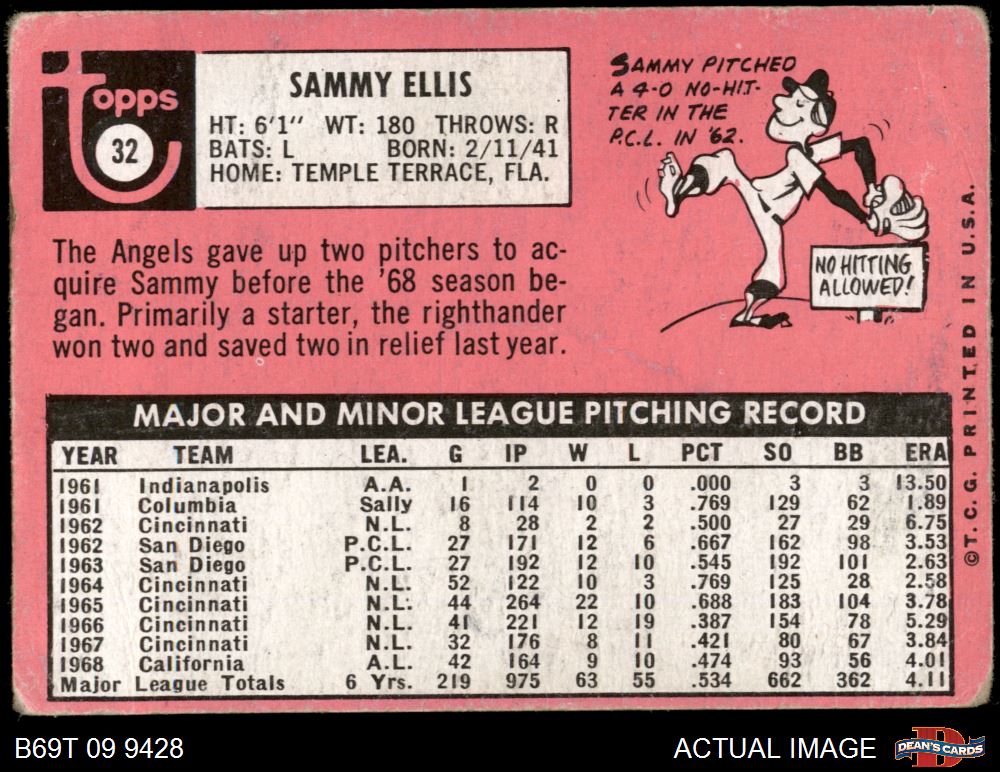 Topps
32
SAMMY ELLIS
HT: 6'1" WT: 180 THROWS: R
BATS: L BORN: 2/11/41
HOME: TEMPLE TERRACE, FLA.
SAMMY PITCHED
A 4-0 NO-HIT-
TER IN THE
P.C.L. IN '62.
NO HITTING
ALLOWED!
The Angels gave up two pitchers to ac-
quire Sammy before the '68 season be-
gan. Primarily a starter, the righthander
won two and saved two in relief last year.
MAJOR AND MINOR LEAGUE PITCHING RECORD
YEAR TEAM LEA. G IP W L PCT SO BB ERA
1961 Indianapolis A.A. 1 2 0 0 .000 3 3 13.50
1961 Columbia Sally 16 114 10 3 .769 129 62 1.89
1962 Cincinnati N.L. 8 28 2 2 .500 27 29 6.75
1962 San Diego P.C.L. 27 171 12 6 .667 162 98 3.53
1963 San Diego P.C.L. 27 192 12 10 .545 192 101 2.63
1964 Cincinnati N.L. 52 122 10 3 .769 125 28 2.58
1965 Cincinnati N.L. 44 264 22 10 .688 183 104 3.78
1966 Cincinnati N.L. 41 221 12 19 .387 154 78 5.29
1967 Cincinnati N.L. 32 176 8 11 .421 80 67 3.84
1968 California A.L. 42 164 9 10 .474 93 56 4.01
Major League Totals 6 Yrs. 219 975 63 55 .534 662 362 4.11
©T.C.G. PRINTED IN U.S.A.
B69T 09 9428
ACTUAL IMAGE
D
DEAN'S CARDS